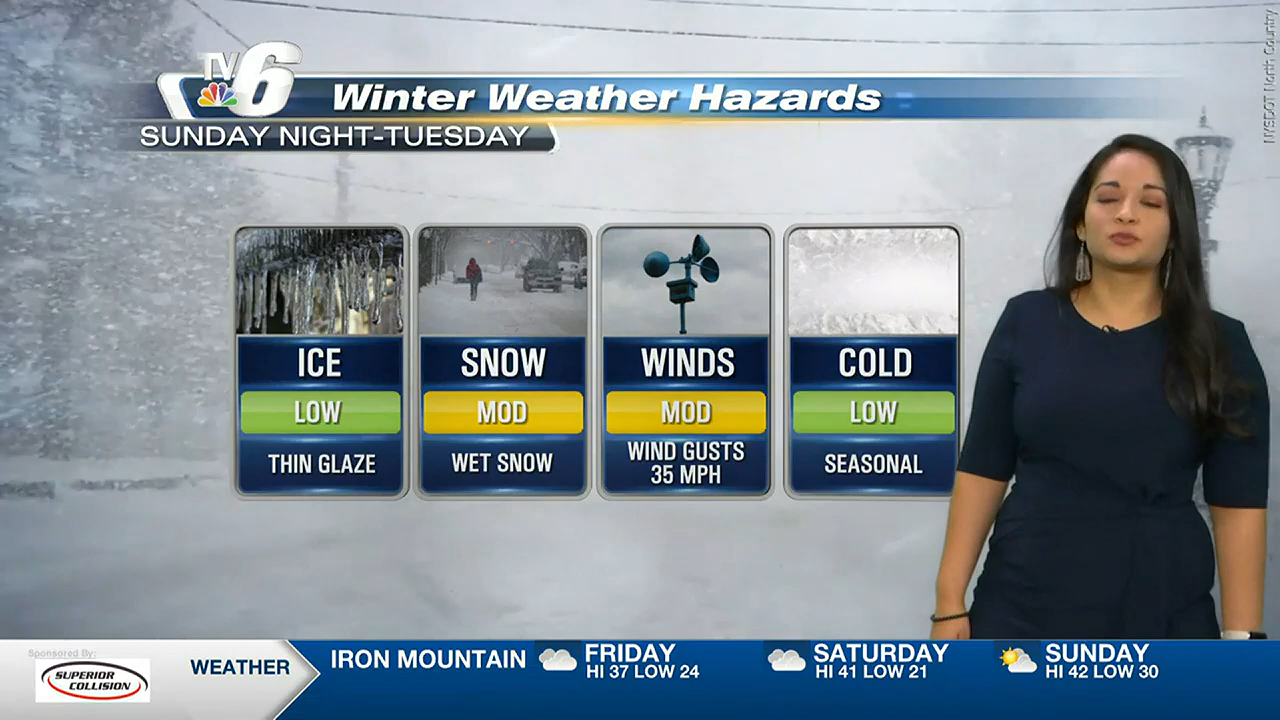 TV6
Winter Weather Hazards
SUNDAY NIGHT-TUESDAY
NYSDOT North Country
ICE
LOW
THIN GLAZE
SNOW
MOD
WET SNOW
WINDS
MOD
WIND GUSTS
35 MPH
COLD
LOW
SEASONAL
Sponsored By:
SUPERIOR
COLLISION
WEATHER
IRON MOUNTAIN
FRIDAY
HI 37 LOW 24
SATURDAY
HI 41 LOW 21
SUNDAY
HI 42 LOW 30